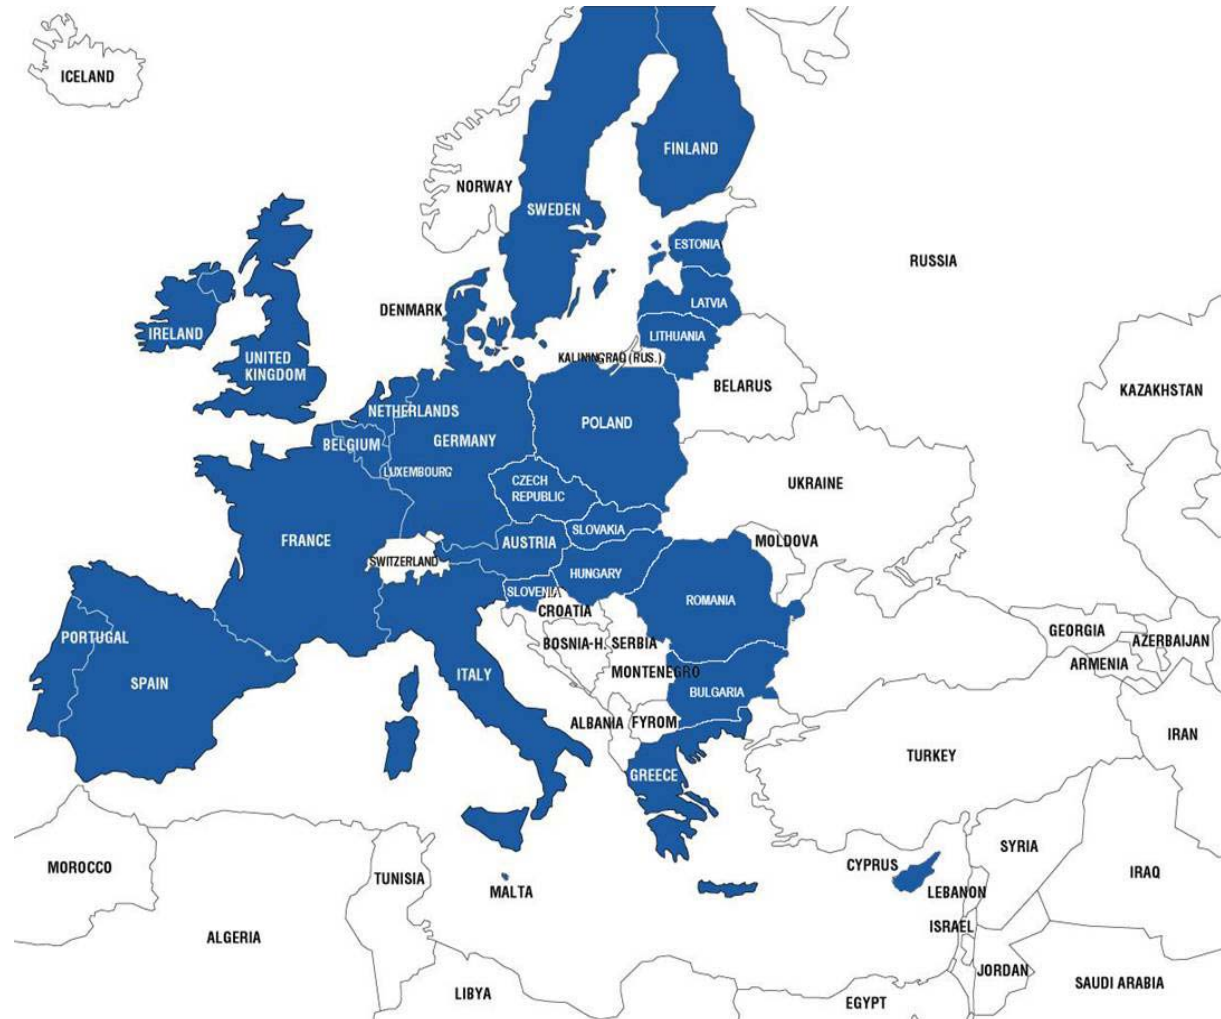 ICELAND
FINLAND
NORWAY
SWEDEN
ESTONIA
RUSSIA
LATVIA
DENMARK
IRELAND
LITHUANIA
UNITED
KINGDOM
KALININGRAD (RUS.)
BELARUS
KAZAKHSTAN
NETHERLANDS
POLAND
BELGIUM
GERMANY
LUXEMBOURG
CZECH
REPUBLIC
UKRAINE
SLOVAKIA
FRANCE
AUSTRIA
MOLDOVA
SWITZERLAND
HUNGARY
SLOVENIA
ROMANIA
CROATIA
PORTUGAL
BOSNIA-H.
SERBIA
GEORGIA
AZERBAIJAN
ARMENIA
SPAIN
ITALY
MONTENEGRO
BULGARIA
ALBANIA
FYROM
IRAN
TURKEY
GREECE
SYRIA
MOROCCO
CYPRUS
IRAQ
TUNISIA
MALTA
LEBANON
ISRAEL
ALGERIA
JORDAN
SAUDI ARABIA
LIBYA
EGYPT